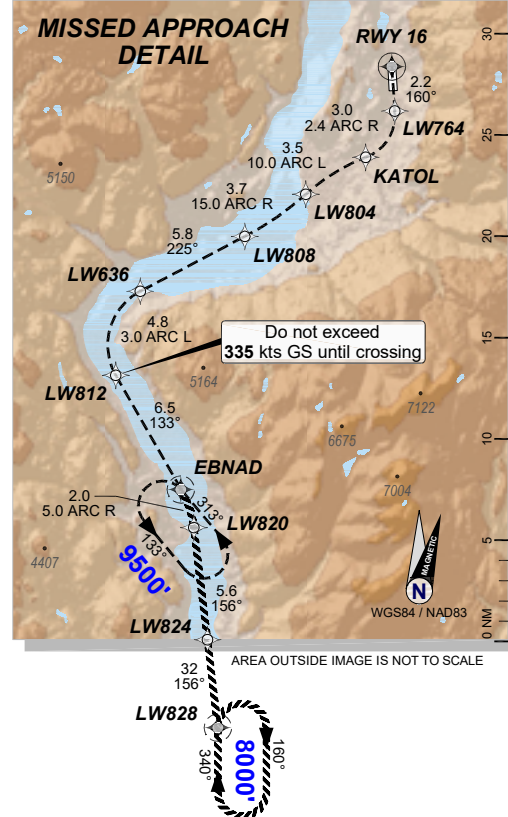 MISSED APPROACH
DETAIL
RWY 16
30
2.2
160°
3.0
2.4 ARC R
LW764
25
3.5
10.0 ARC L
KATOL
5150
3.7
15.0 ARC R
LW804
20
5.8
225°
LW808
LW636
4.8
3.0 ARC L
Do not exceed
335 kts GS until crossing
15
5164
LW812
7122
6.5
133°
6675
10
EBNAD
7004
2.0
5.0 ARC R
313°
LW820
133°
9500'
4407
5
MAGNETIC
N
5.6
156°
WGS84 / NAD83
LW824
0 NM
AREA OUTSIDE IMAGE IS NOT TO SCALE
32
156°
LW828
340°
8000'
160°